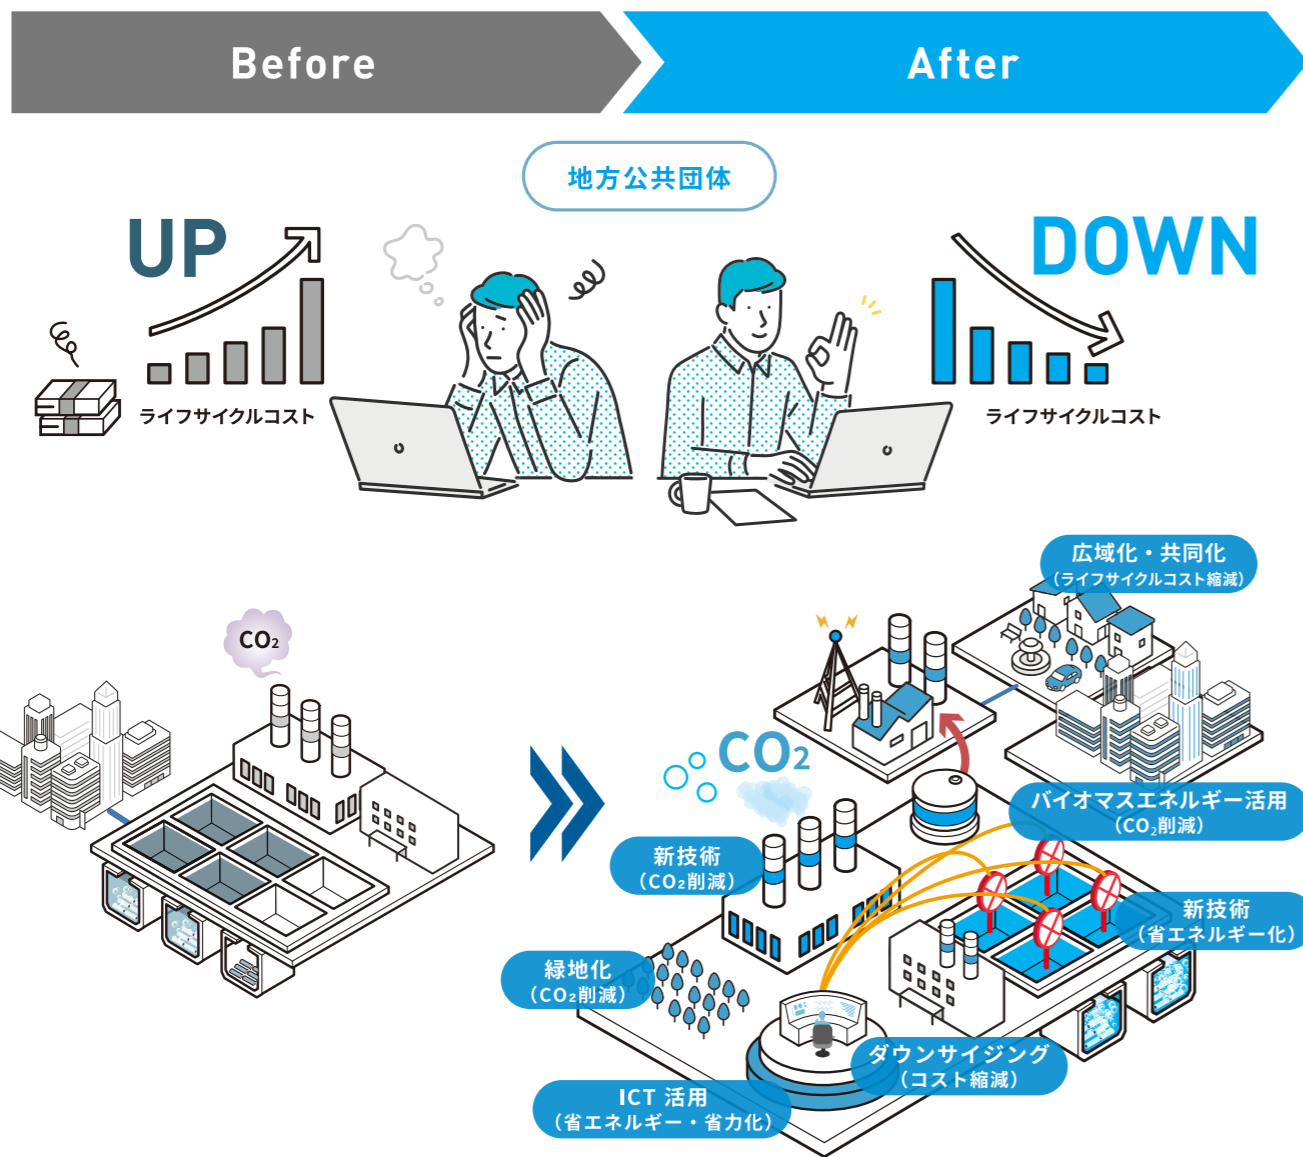 Before
After
地方公共団体
UP
DOWN
ライフサイクルコスト
ライフサイクルコスト
広域化・共同化
（ライフサイクルコスト縮減）
CO₂
CO₂
バイオマスエネルギー活用
（CO₂削減）
新技術
（CO₂削減）
新技術
（省エネルギー化）
緑地化
（CO₂削減）
ダウンサイジング
（コスト縮減）
ICT 活用
（省エネルギー・省力化）